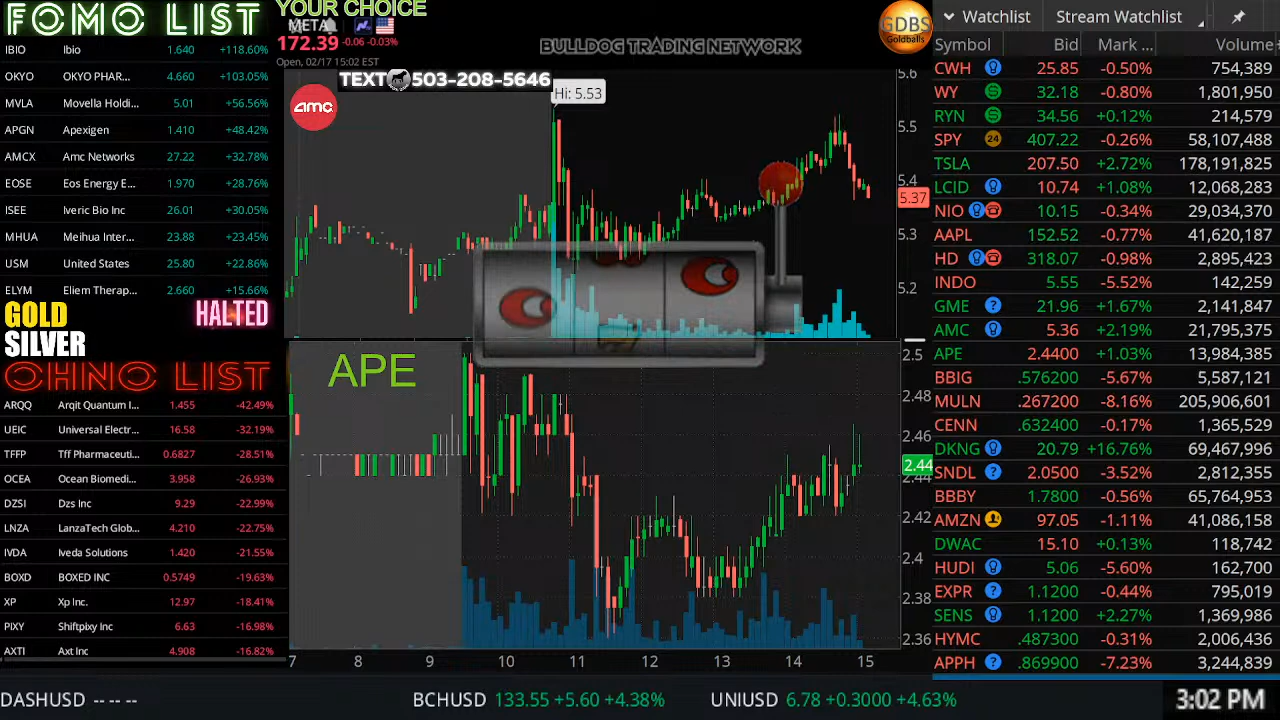 FOMO LIST
IBIO Ibio 1.640 +118.60%
OKYO OKYO PHAR... 4.660 +103.05%
MVLA Movella Holdi... 5.01 +56.56%
APGN Apexigen 1.410 +48.42%
AMCX Amc Networks 27.22 +32.78%
EOSE Eos Energy E... 1.970 +28.76%
ISEE Iveric Bio Inc 26.01 +30.05%
MHUA Meihua Inter... 23.88 +23.45%
USM United States 25.80 +22.86%
ELYM Eliem Therap... 2.660 +15.66%
GOLD
SILVER
HALTED
OHNO LIST
ARQQ Arqit Quantum I... 1.455 -42.49%
UEIC Universal Electr... 16.58 -32.19%
TFFP Tff Pharmaceuti... 0.6827 -28.51%
OCEA Ocean Biomedi... 3.958 -26.93%
DZSI Dzs Inc 9.29 -22.99%
LNZA LanzaTech Glob... 4.210 -22.75%
IVDA Iveda Solutions 1.420 -21.55%
BOXD BOXED INC 0.5749 -19.63%
XP Xp Inc. 12.97 -18.41%
PIXY Shiftpixy Inc 6.63 -16.98%
AXTI Axt Inc 4.908 -16.82%
YOUR CHOICE
META
172.39 -0.06 -0.03%
Open, 02/17 15:02 EST
BULLDOG TRADING NETWORK
GDBS
Goldballs
TEXT 503-208-5646
amc
Hi: 5.53
5.6
5.5
5.4
5.37
5.3
5.2
APE
2.5
2.48
2.46
2.44
2.44
2.42
2.4
2.38
2.36
7 8 9 10 11 12 13 14 15
Watchlist Stream Watchlist
Symbol Bid Mark ... Volume
CWH 25.85 -0.50% 754,389
WY 32.18 -0.80% 1,801,950
RYN 34.56 +0.12% 214,579
SPY 24 407.22 -0.26% 58,107,488
TSLA 207.50 +2.72% 178,191,825
LCID 10.74 +1.08% 12,068,283
NIO 10.15 -0.34% 29,034,370
AAPL 152.52 -0.77% 41,620,187
HD 318.07 -0.98% 2,895,423
INDO 5.55 -5.52% 142,259
GME ? 21.96 +1.67% 2,141,847
AMC 5.36 +2.19% 21,795,375
APE 2.4400 +1.03% 13,984,385
BBIG .576200 -5.67% 5,587,121
MULN .267200 -8.16% 205,906,601
CENN .632400 -0.17% 1,365,529
DKNG 20.79 +16.76% 69,467,996
SNDL ? 2.0500 -3.52% 2,812,355
BBBY 1.7800 -0.56% 65,764,953
AMZN 97.05 -1.11% 41,086,158
DWAC 15.10 +0.13% 118,742
HUDI 5.06 -5.60% 162,700
EXPR ? 1.1200 -0.44% 795,019
SENS 1.1200 +2.27% 1,369,986
HYMC .487300 -0.31% 2,006,436
APPH ? .869900 -7.23% 3,244,839
DASHUSD -- -- -- BCHUSD 133.55 +5.60 +4.38% UNIUSD 6.78 +0.3000 +4.63% 3:02 PM